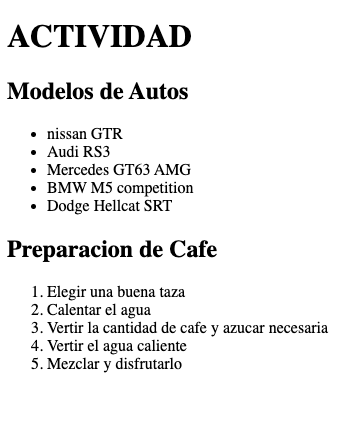 ACTIVIDAD
Modelos de Autos
• nissan GTR
• Audi RS3
• Mercedes GT63 AMG
• BMW M5 competition
• Dodge Hellcat SRT
Preparacion de Cafe
1. Elegir una buena taza
2. Calentar el agua
3. Vertir la cantidad de cafe y azucar necesaria
4. Vertir el agua caliente
5. Mezclar y disfrutarlo